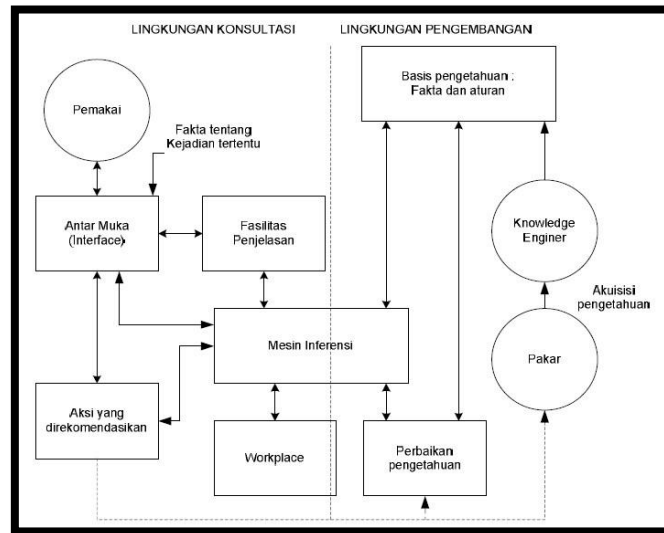 LINGKUNGAN KONSULTASI
LINGKUNGAN PENGEMBANGAN
Pemakai
Fakta tentang
Kejadian tertentu
Basis pengetahuan :
Fakta dan aturan
Antar Muka
(Interface)
Fasilitas
Penjelasan
Knowledge
Enginer
Akuisisi
pengetahuan
Mesin Inferensi
Pakar
Aksi yang
direkomendasikan
Workplace
Perbaikan
pengetahuan